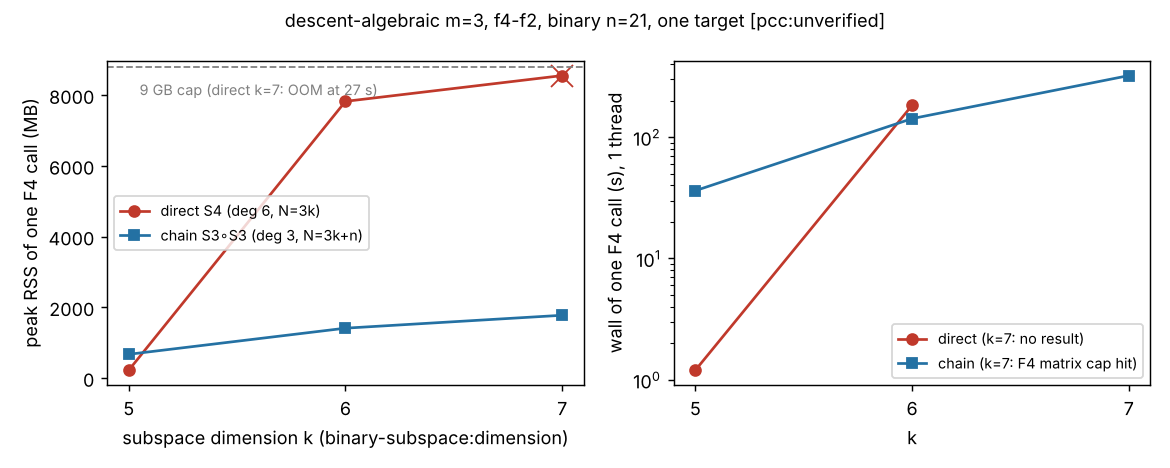 descent-algebraic m=3, f4-f2, binary n=21, one target [pcc:unverified]
peak RSS of one F4 call (MB)
8000
6000
4000
2000
0
9 GB cap (direct k=7: OOM at 27 s)
direct S4 (deg 6, N=3k)
chain S3∘S3 (deg 3, N=3k+n)
5 6 7
subspace dimension k (binary-subspace:dimension)
wall of one F4 call (s), 1 thread
10²
10¹
10⁰
direct (k=7: no result)
chain (k=7: F4 matrix cap hit)
5 6 7
k